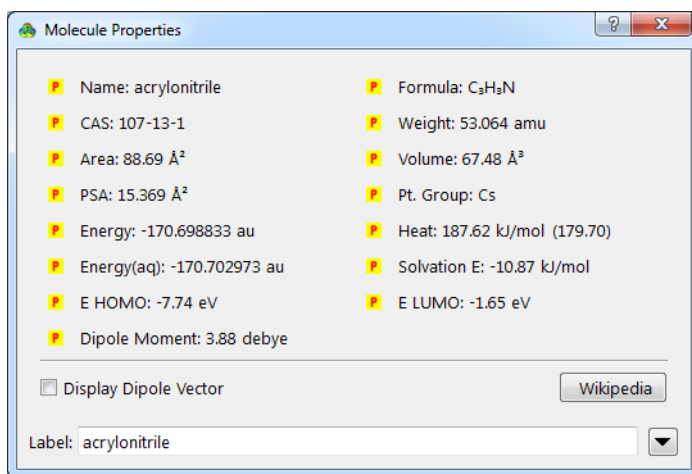 Molecule Properties
P Name: acrylonitrile P Formula: C₃H₃N
P CAS: 107-13-1 P Weight: 53.064 amu
P Area: 88.69 Å² P Volume: 67.48 Å³
P PSA: 15.369 Å² P Pt. Group: Cs
P Energy: -170.698833 au P Heat: 187.62 kJ/mol (179.70)
P Energy(aq): -170.702973 au P Solvation E: -10.87 kJ/mol
P E HOMO: -7.74 eV P E LUMO: -1.65 eV
P Dipole Moment: 3.88 debye
Display Dipole Vector Wikipedia
Label: acrylonitrile